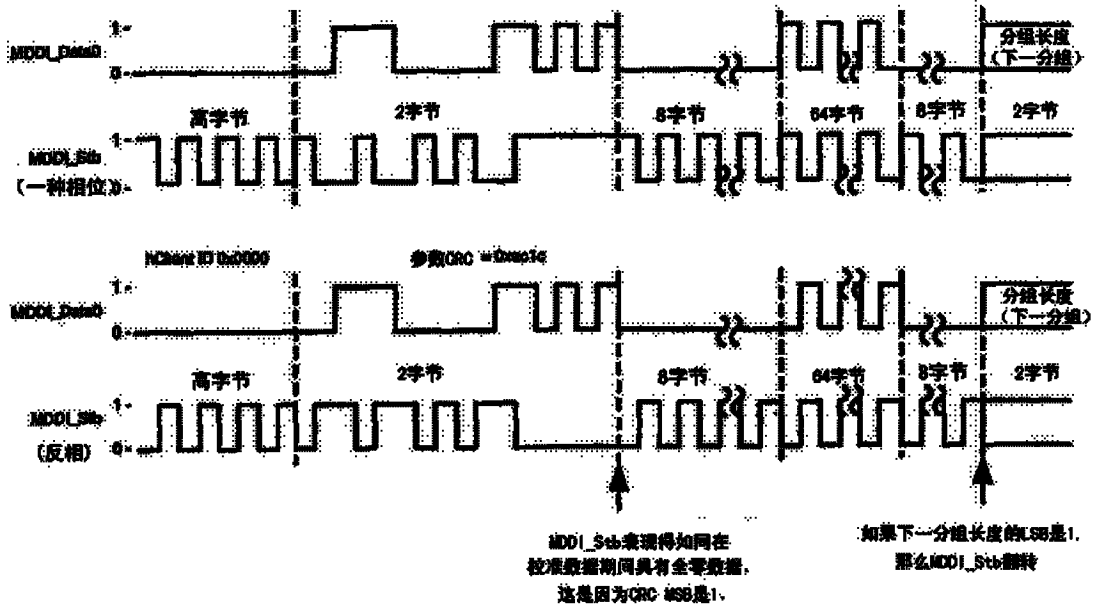 1-
MDDI_Data0
0-
分组长度
(下一分组)
高字节
2字节
8字节
64字节
8字节
2字节
1-
MDDI_Stb
(一种相位)
0-
hClient ID 0x0000
参数CRC
1-
MDDI_Data0
0-
分组长度
(下一分组)
高字节
2字节
8字节
64字节
8字节
2字节
1-
MDDI_Stb
0-
(反相)
MDDI_Stb表现得如同在
校准数据期间具有全零数据,
这是因为CRC MSB是1.
如果下一分组长度的LSB是1,
那么MDDI_Stb翻转